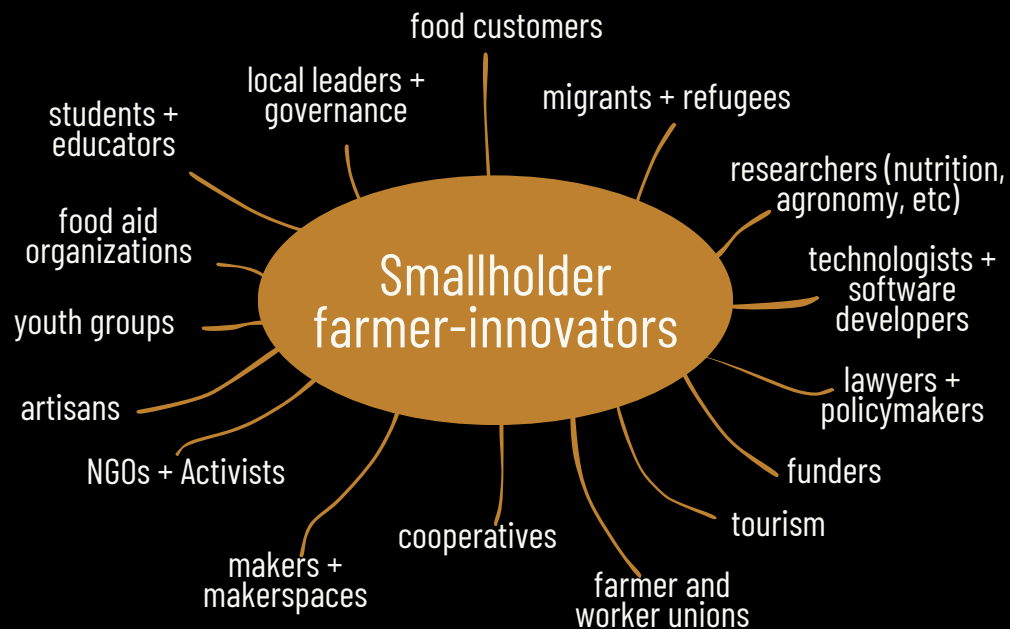 food customers
local leaders +
governance
migrants + refugees
students +
educators
researchers (nutrition,
agronomy, etc)
food aid
organizations
technologists +
software
developers
Smallholder
farmer-innovators
youth groups
lawyers +
policymakers
artisans
NGOs + Activists
funders
tourism
cooperatives
makers +
makerspaces
farmer and
worker unions